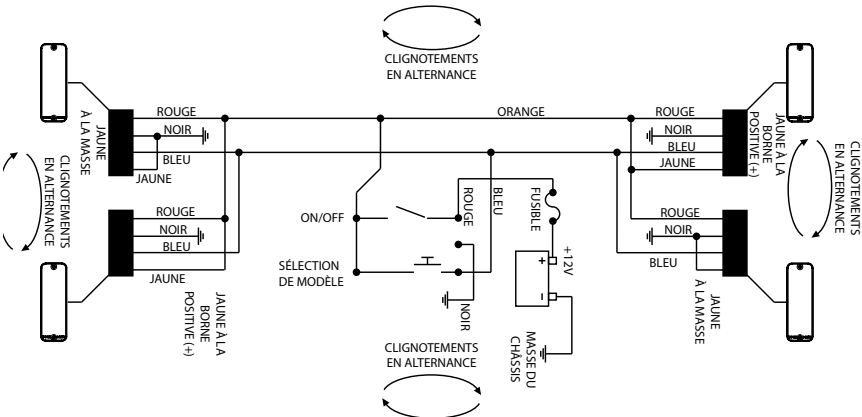 CLIGNOTEMENTS
EN ALTERNANCE
ROUGE
ORANGE
ROUGE
NOIR
NOIR
BLEU
BLEU
JAUNE
JAUNE
JAUNE
À LA MASSE
JAUNE À LA
BORNE
POSITIVE (+)
CLIGNOTEMENTS
EN ALTERNANCE
CLIGNOTEMENTS
EN ALTERNANCE
ROUGE
NOIR
BLEU
JAUNE
JAUNE À LA
BORNE
POSITIVE (+)
ON/OFF
ROUGE
BLEU
FUSIBLE
SÉLECTION
DE MODÈLE
NOIR
+12V
+
–
MASSE DU
CHÂSSIS
ROUGE
NOIR
BLEU
JAUNE
À LA MASSE
CLIGNOTEMENTS
EN ALTERNANCE